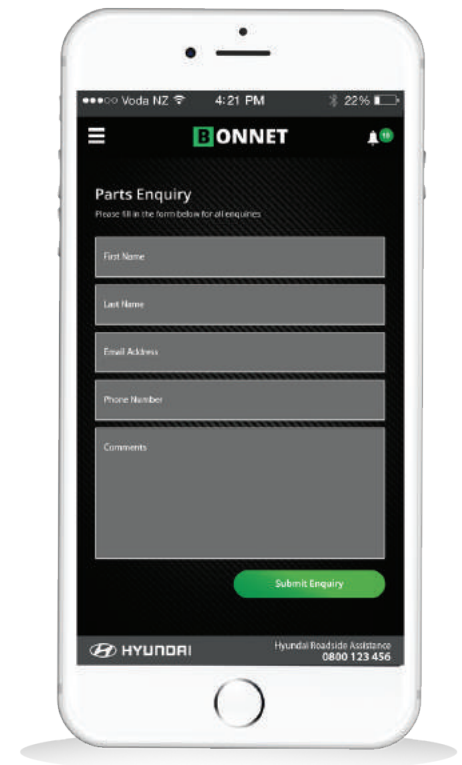 Voda NZ 4:21 PM 22%
BONNET
Parts Enquiry
Please fill in the form below for all enquiries
First Name
Last Name
Email Address
Phone Number
Comments
Submit Enquiry
HYUNDAI
Hyundai Roadside Assistance
0800 123 456